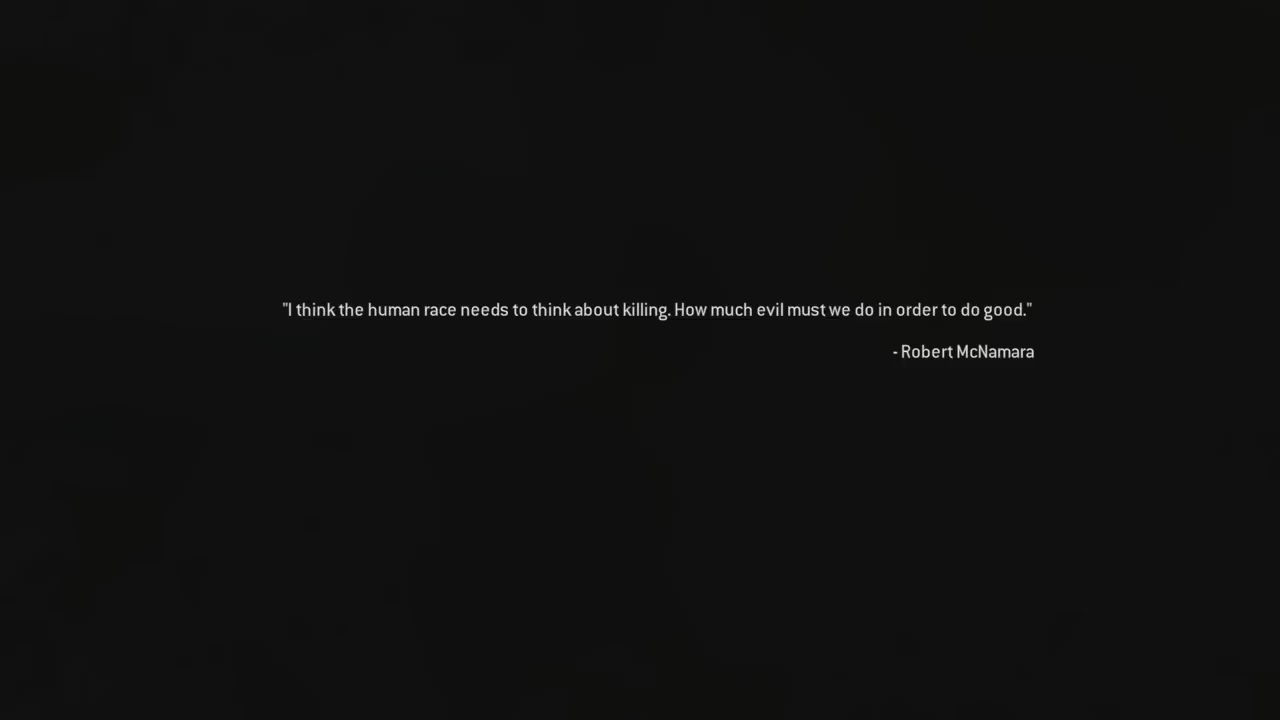 "I think the human race needs to think about killing. How much evil must we do in order to do good."
- Robert McNamara